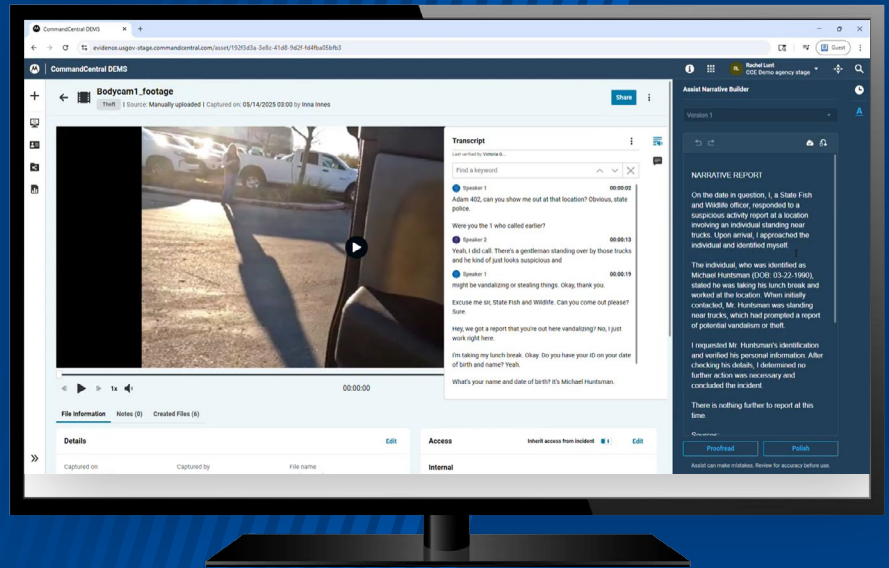 CommandCentral DEMS
evidence.usgov-stage.commandcentral.com/asset/192f3d3a-3e8c-41d8-9d2f-fd4fba05bfb3
Guest
CommandCentral DEMS
RL
Rachel Lunt
CCE Demo agency stage
Bodycam1_footage
Theft | Source: Manually uploaded | Captured on: 05/14/2025 03:00 by Inna Innes
Share
Transcript
Last verified by Victoria G...
Find a keyword
Speaker 1 00:00:02
Adam 402, can you show me out at that location? Obvious, state
police.
Were you the 1 who called earlier?
Speaker 2 00:00:13
Yeah, I did call. There's a gentleman standing over by those trucks
and he kind of just looks suspicious and
Speaker 1 00:00:19
might be vandalizing or stealing things. Okay, thank you.
Excuse me sir, State Fish and Wildlife. Can you come out please?
Sure.
Hey, we got a report that you're out here vandalizing? No, I just
work right here.
I'm taking my lunch break. Okay. Do you have your ID on your date
of birth and name? Yeah.
What's your name and date of birth? It's Michael Huntsman.
1x
00:00:00
File Information Notes (0) Created Files (6)
Details Edit
Captured on Captured by File name
Access Inherit access from incident Edit
Internal
Assist Narrative Builder
Version 1
NARRATIVE REPORT
On the date in question, I, a State Fish
and Wildlife officer, responded to a
suspicious activity report at a location
involving an individual standing near
trucks. Upon arrival, I approached the
individual and identified myself.
The individual, who was identified as
Michael Huntsman (DOB: 03-22-1990),
stated he was taking his lunch break and
worked at the location. When initially
contacted, Mr. Huntsman was standing
near trucks, which had prompted a report
of potential vandalism or theft.
I requested Mr. Huntsman's identification
and verified his personal information. After
checking his details, I determined no
further action was necessary and
concluded the incident.
There is nothing further to report at this
time.
Sources:
Proofread Polish
Assist can make mistakes. Review for accuracy before use.
A